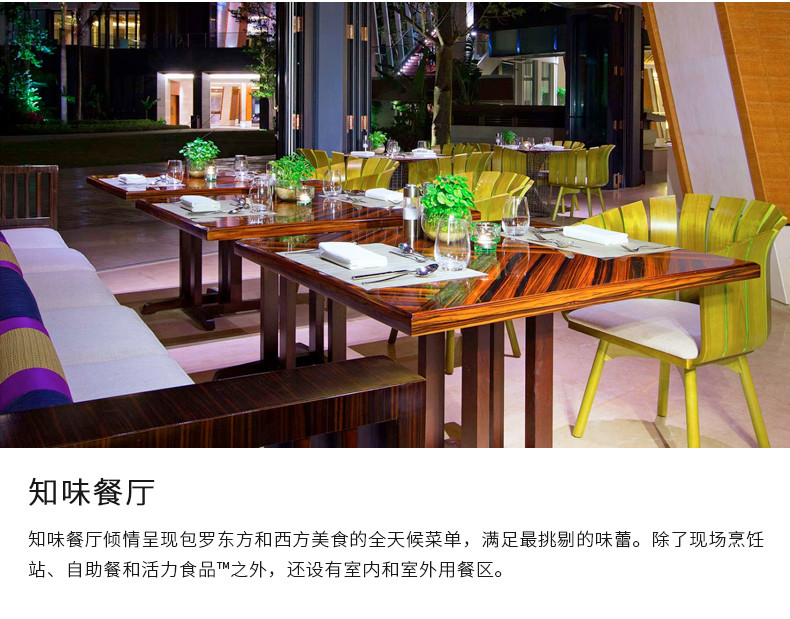 知味餐厅
知味餐厅倾情呈现包罗东方和西方美食的全天候菜单，满足最挑剔的味蕾。除了现场烹饪
站、自助餐和活力食品™之外，还设有室内和室外用餐区。